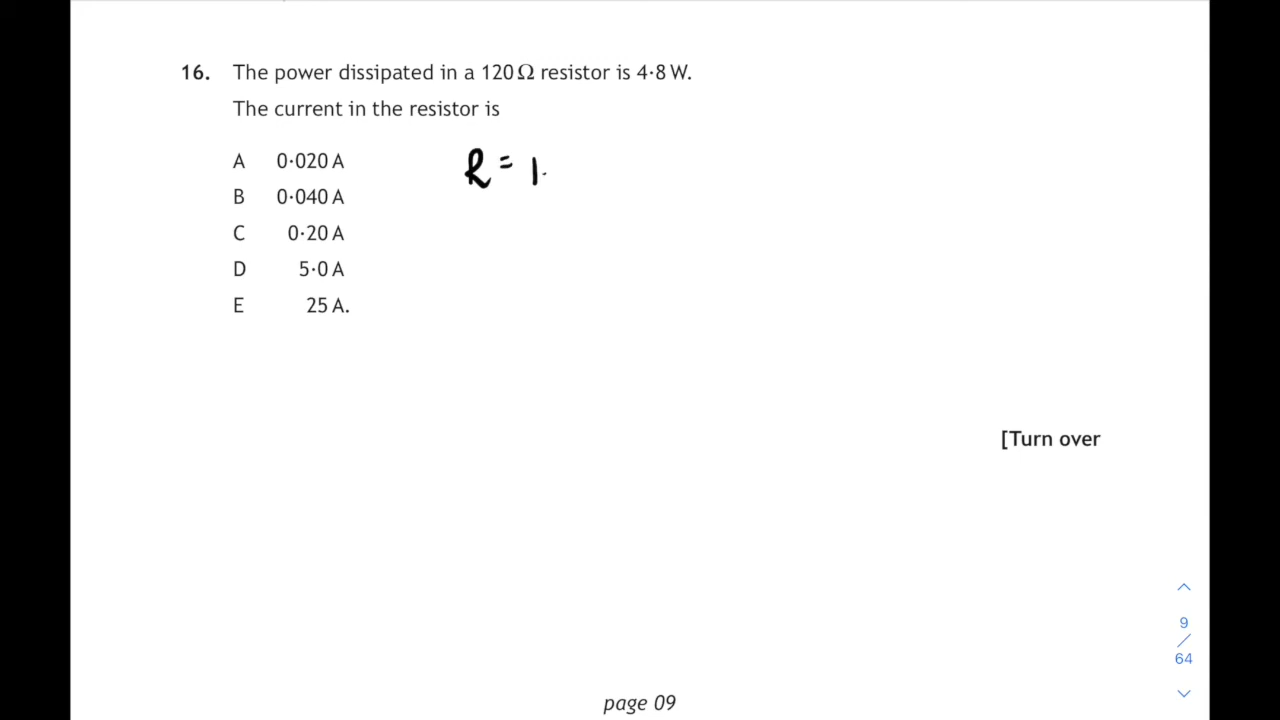 16. The power dissipated in a 120 Ω resistor is 4·8 W.
The current in the resistor is
A 0·020 A
R = 1
B 0·040 A
C 0·20 A
D 5·0 A
E 25 A.
[Turn over
9
/
64
page 09